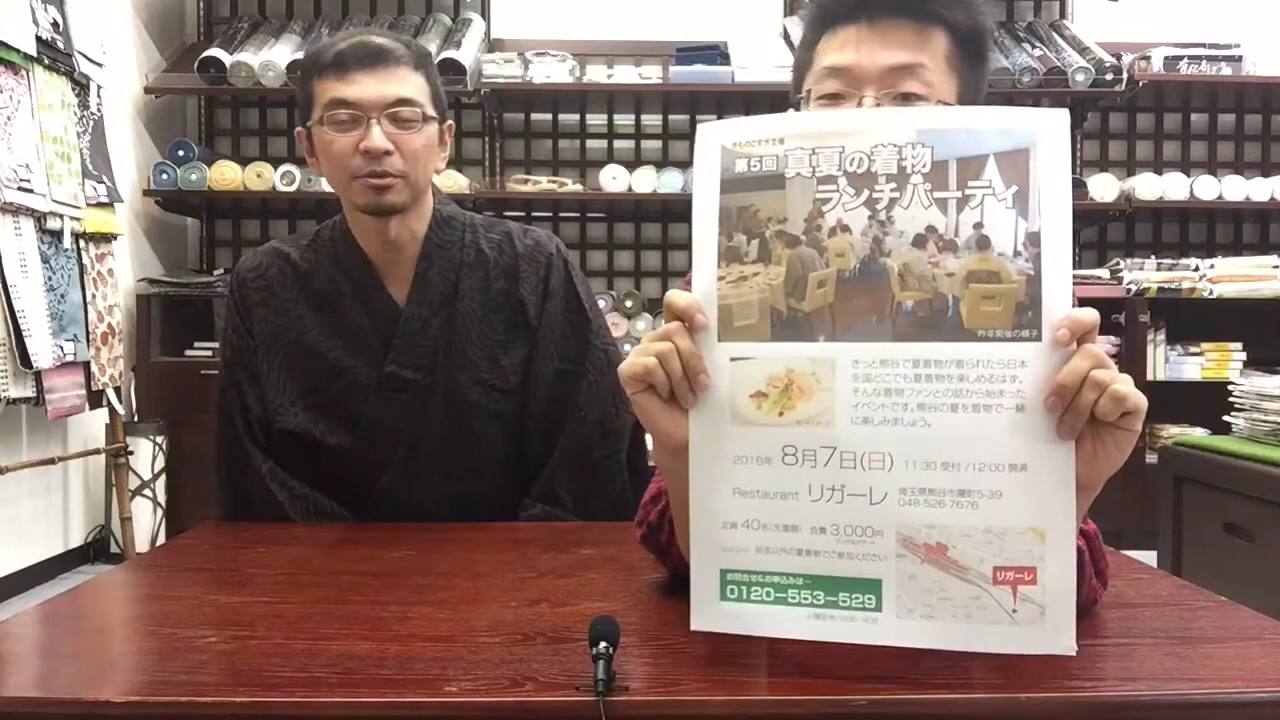 きものこすぎ主催
第5回 真夏の着物
ランチパーティ
昨年開催の様子
きっと熊谷で夏着物が着られたら日本
全国どこでも夏着物を楽しめるはず。
そんな着物ファンとの話から始まった
イベントです。熊谷の夏を着物で一緒
に楽しみましょう。
2016年 8月7日(日) 11:30 受付/12:00 開演
Restaurant リガーレ 埼玉県熊谷市曙町5-39
048-526-7676
定員 40名(先着順) 会費 3,000円
浴衣以外の夏着物でご参加ください
お問合せ&お申込みは…
0120-553-529
リガーレ